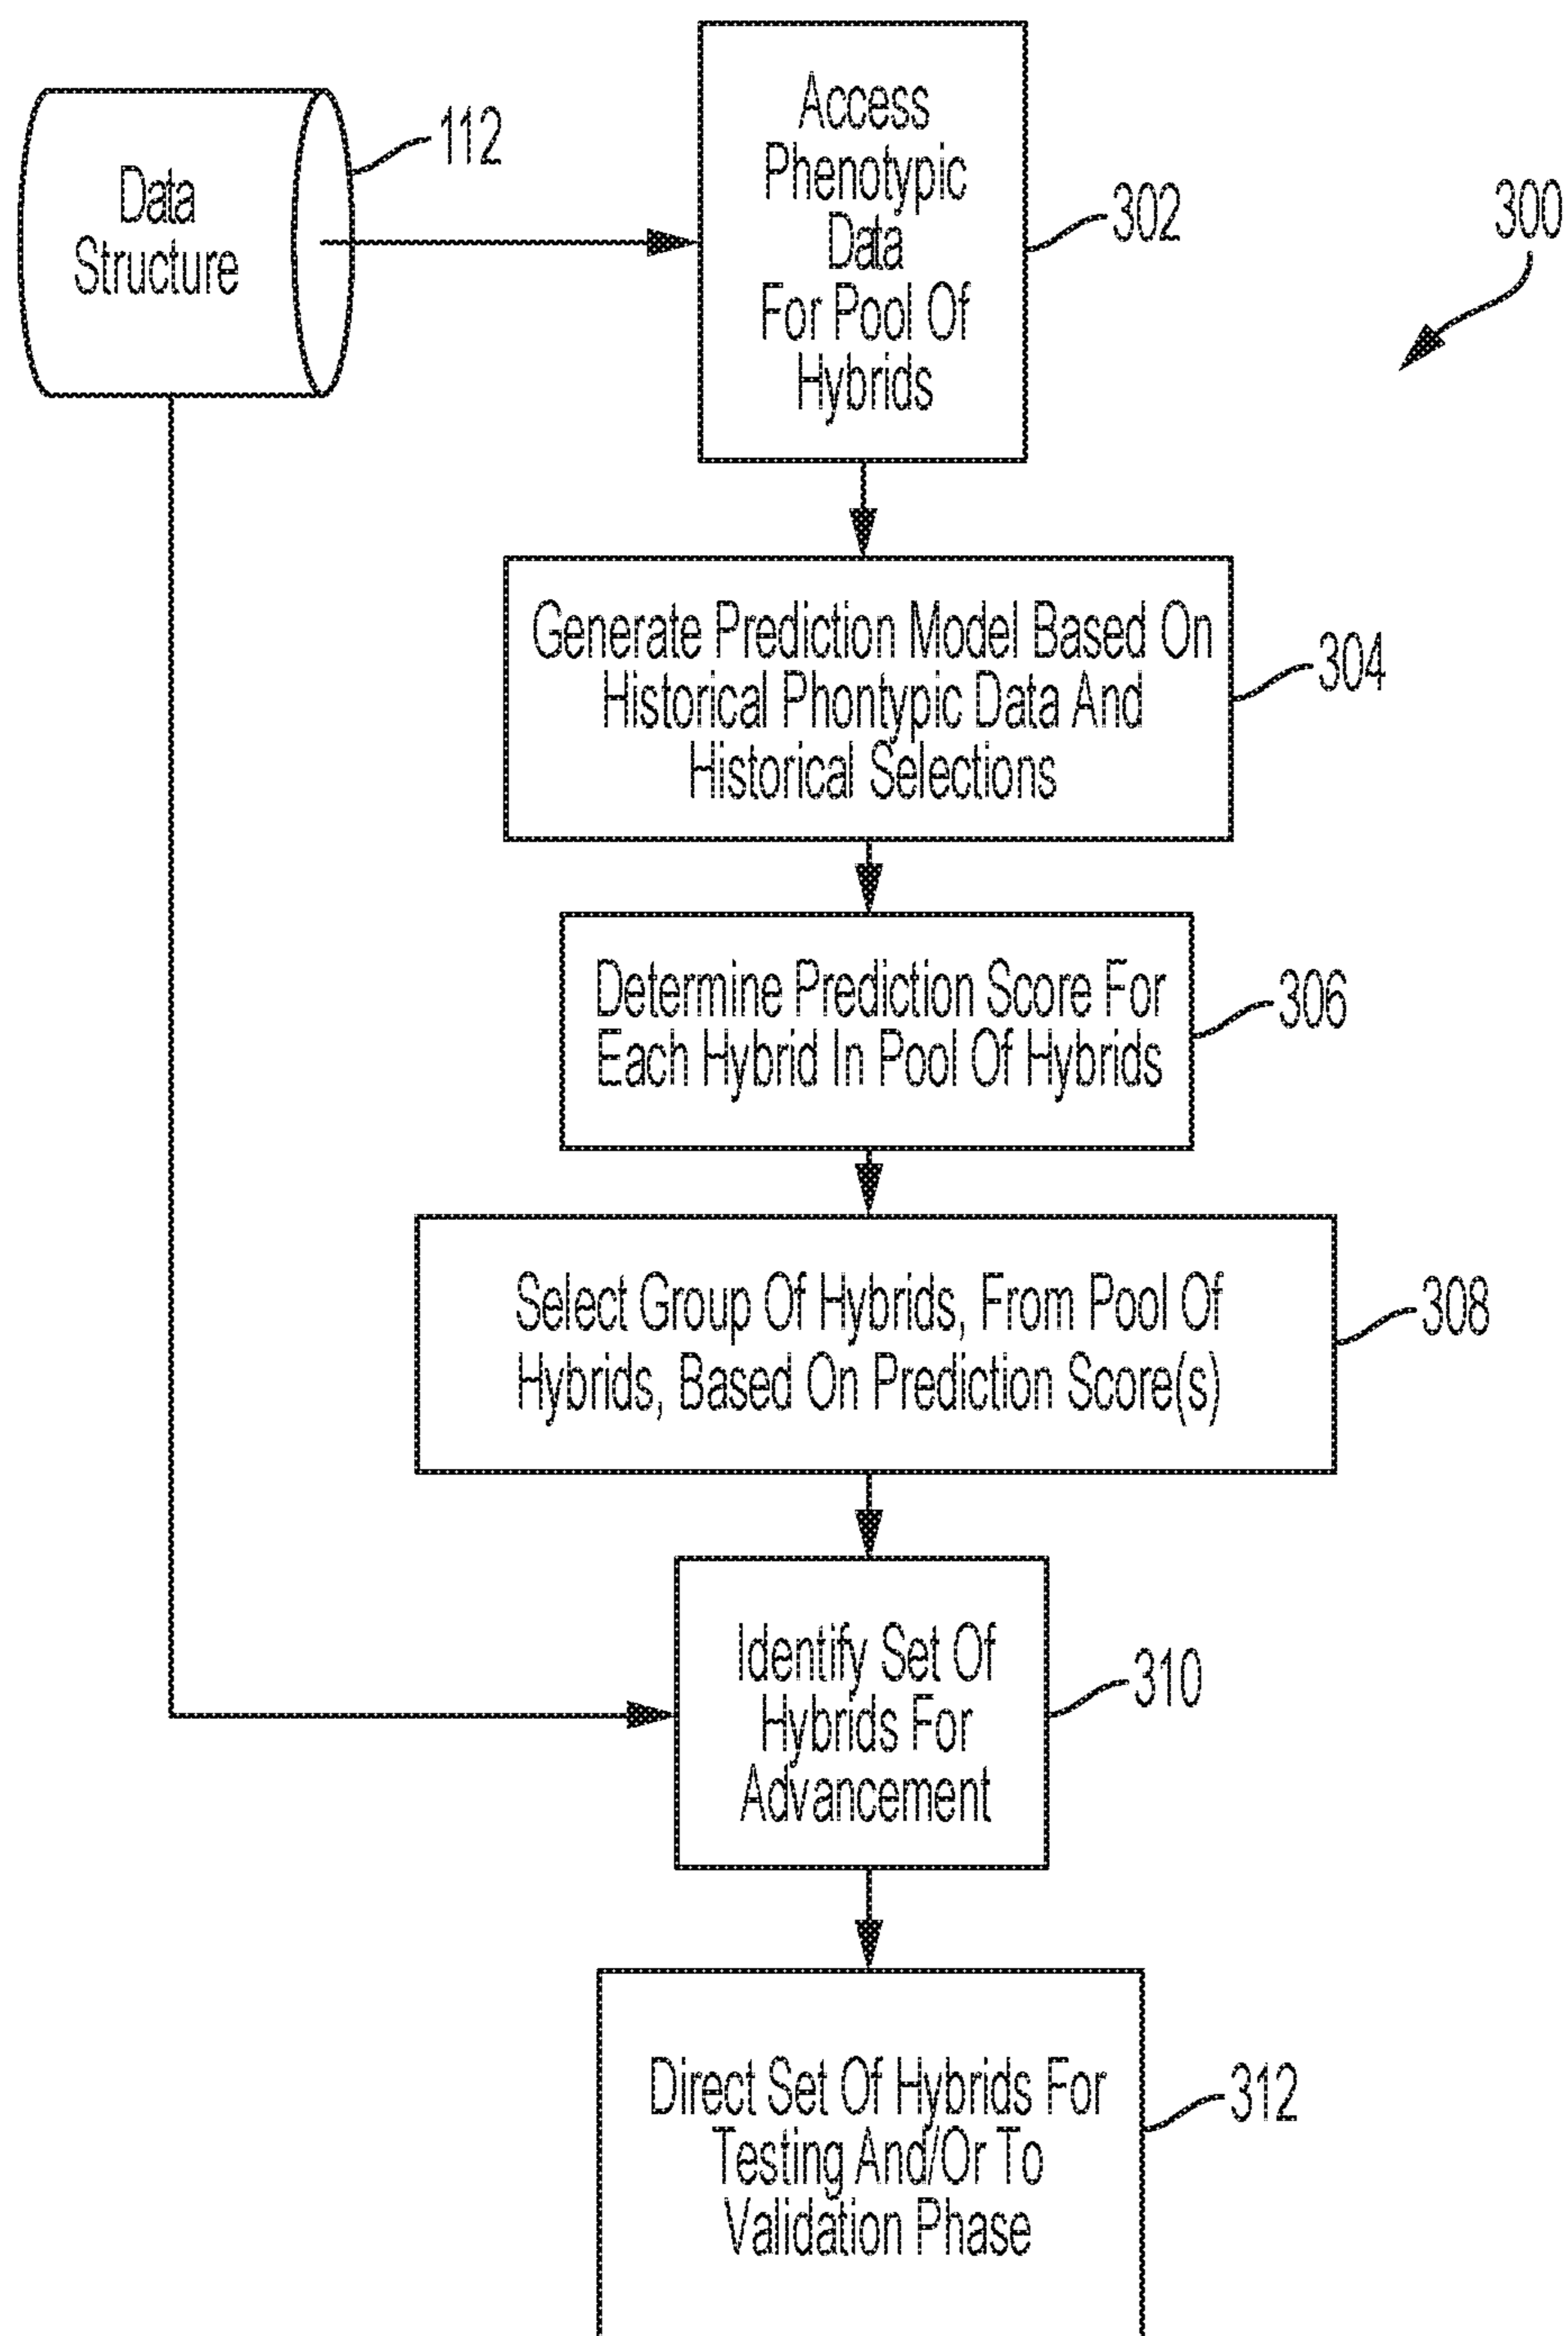 Data
Structure
112
Access
Phenotypic
Data
For Pool Of
Hybrids
302
300
Generate Prediction Model Based On
Historical Phontypic Data And
Historical Selections
304
Determine Prediction Score For
Each Hybrid In Pool Of Hybrids
306
Select Group Of Hybrids, From Pool Of
Hybrids, Based On Prediction Score(s)
308
Identify Set Of
Hybrids For
Advancement
310
Direct Set Of Hybrids For
Testing And/Or To
Validation Phase
312